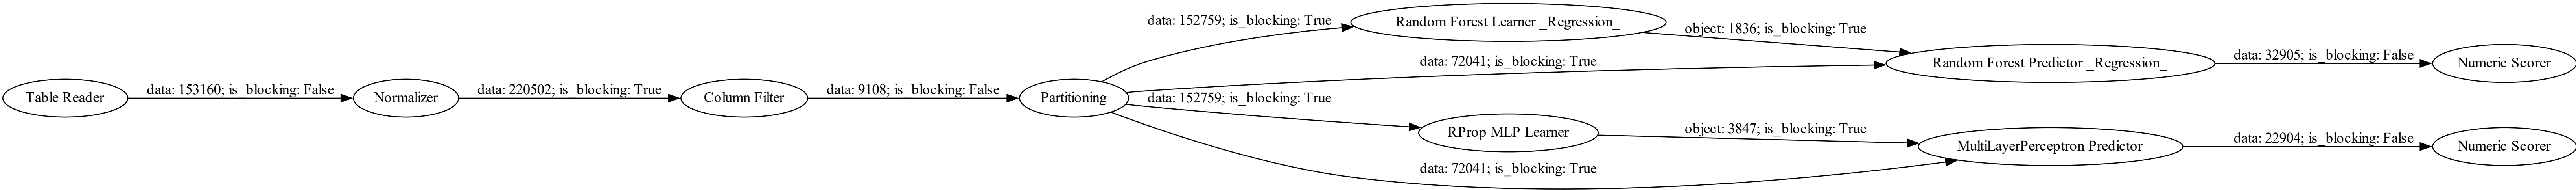 Table Reader
data: 153160; is_blocking: False
Normalizer
data: 220502; is_blocking: True
Column Filter
data: 9108; is_blocking: False
Partitioning
data: 152759; is_blocking: True
Random Forest Learner _Regression_
object: 1836; is_blocking: True
data: 72041; is_blocking: True
Random Forest Predictor _Regression_
data: 32905; is_blocking: False
Numeric Scorer
data: 152759; is_blocking: True
RProp MLP Learner
object: 3847; is_blocking: True
data: 72041; is_blocking: True
MultiLayerPerceptron Predictor
data: 22904; is_blocking: False
Numeric Scorer